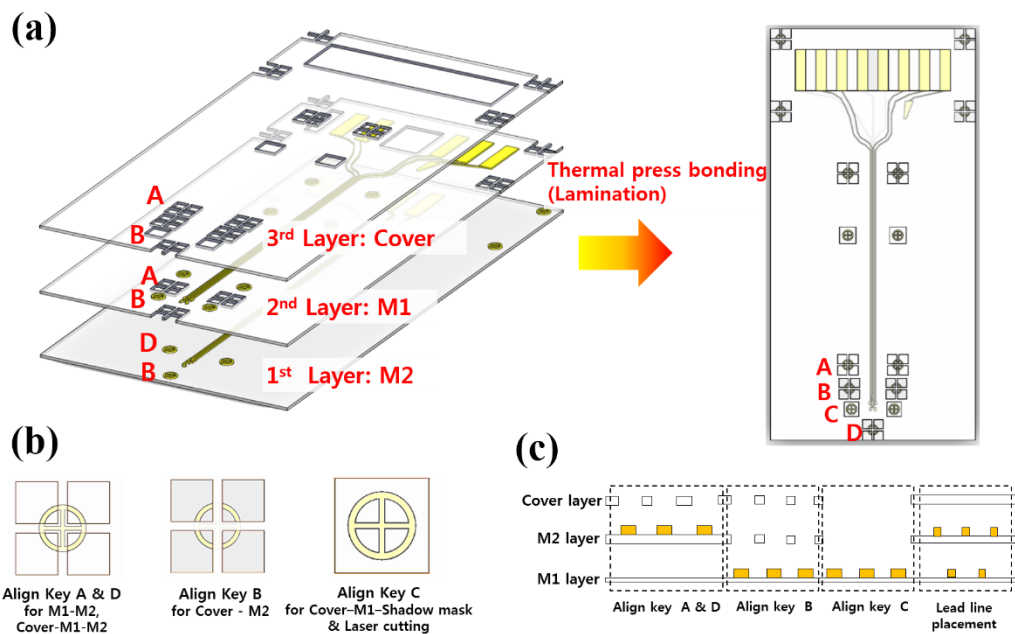 (a)
A
B
3rd Layer: Cover
A
B
2nd Layer: M1
D
B
1st Layer: M2
Thermal press bonding
(Lamination)
A
B
C
D
(b)
Align Key A & D
for M1-M2,
Cover-M1-M2
Align Key B
for Cover - M2
Align Key C
for Cover–M1–Shadow mask
& Laser cutting
(c)
Cover layer
M2 layer
M1 layer
Align key A & D
Align key B
Align key C
Lead line
placement